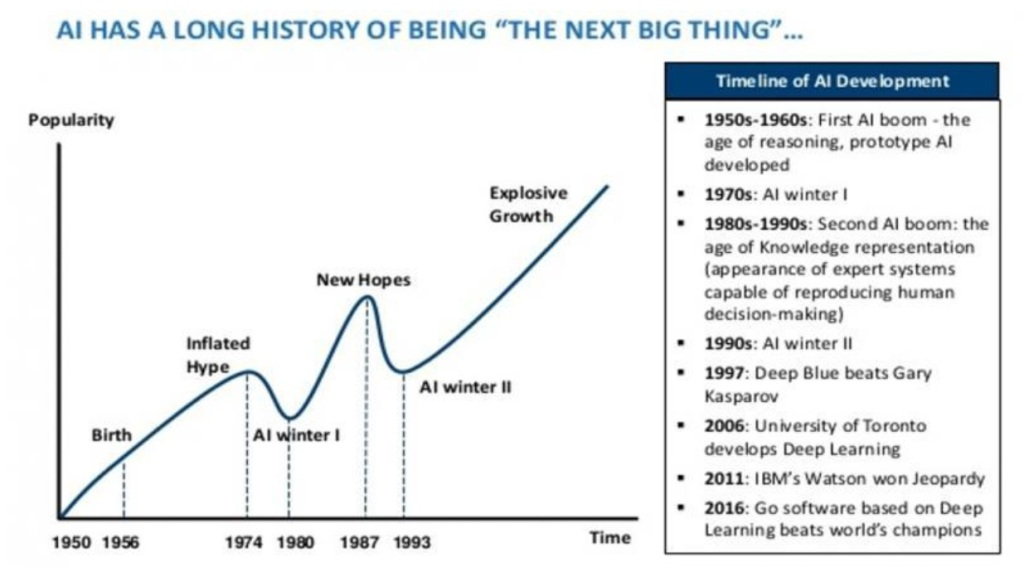 AI HAS A LONG HISTORY OF BEING “THE NEXT BIG THING”...
Popularity
Explosive
Growth
New Hopes
Inflated
Hype
AI winter II
Birth
AI winter I
1950 1956 1974 1980 1987 1993
Time
Timeline of AI Development
▪ 1950s-1960s: First AI boom - the
age of reasoning, prototype AI
developed
▪ 1970s: AI winter I
▪ 1980s-1990s: Second AI boom: the
age of Knowledge representation
(appearance of expert systems
capable of reproducing human
decision-making)
▪ 1990s: AI winter II
▪ 1997: Deep Blue beats Gary
Kasparov
▪ 2006: University of Toronto
develops Deep Learning
▪ 2011: IBM’s Watson won Jeopardy
▪ 2016: Go software based on Deep
Learning beats world’s champions